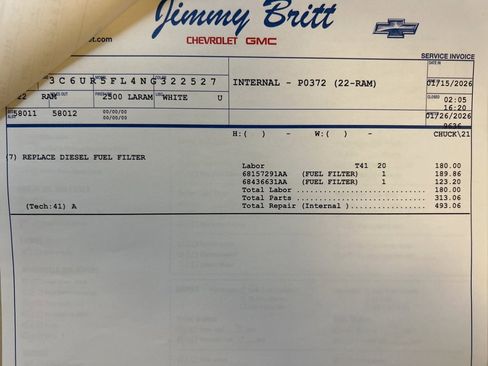 Jimmy Britt
CHEVROLET GMC
et.com
SERVICE INVOICE
3C6UR5FL4NG322527
INTERNAL - P0372 (22-RAM)
01/15/2026
22 RAM 2500 LARAM WHITE U
CLOSED 02:05
16:20
58011 58012 00/00/00
00/00/00
01/26/2026
H:( ) - W:( ) -
CHUCK\21
7) REPLACE DIESEL FUEL FILTER
Labor T41 20 180.00
68157291AA (FUEL FILTER) 1 189.86
68436631AA (FUEL FILTER) 1 123.20
Total Labor .................... 180.00
Total Parts .................... 313.06
(Tech:41) A
Total Repair (Internal ) ................. 493.06